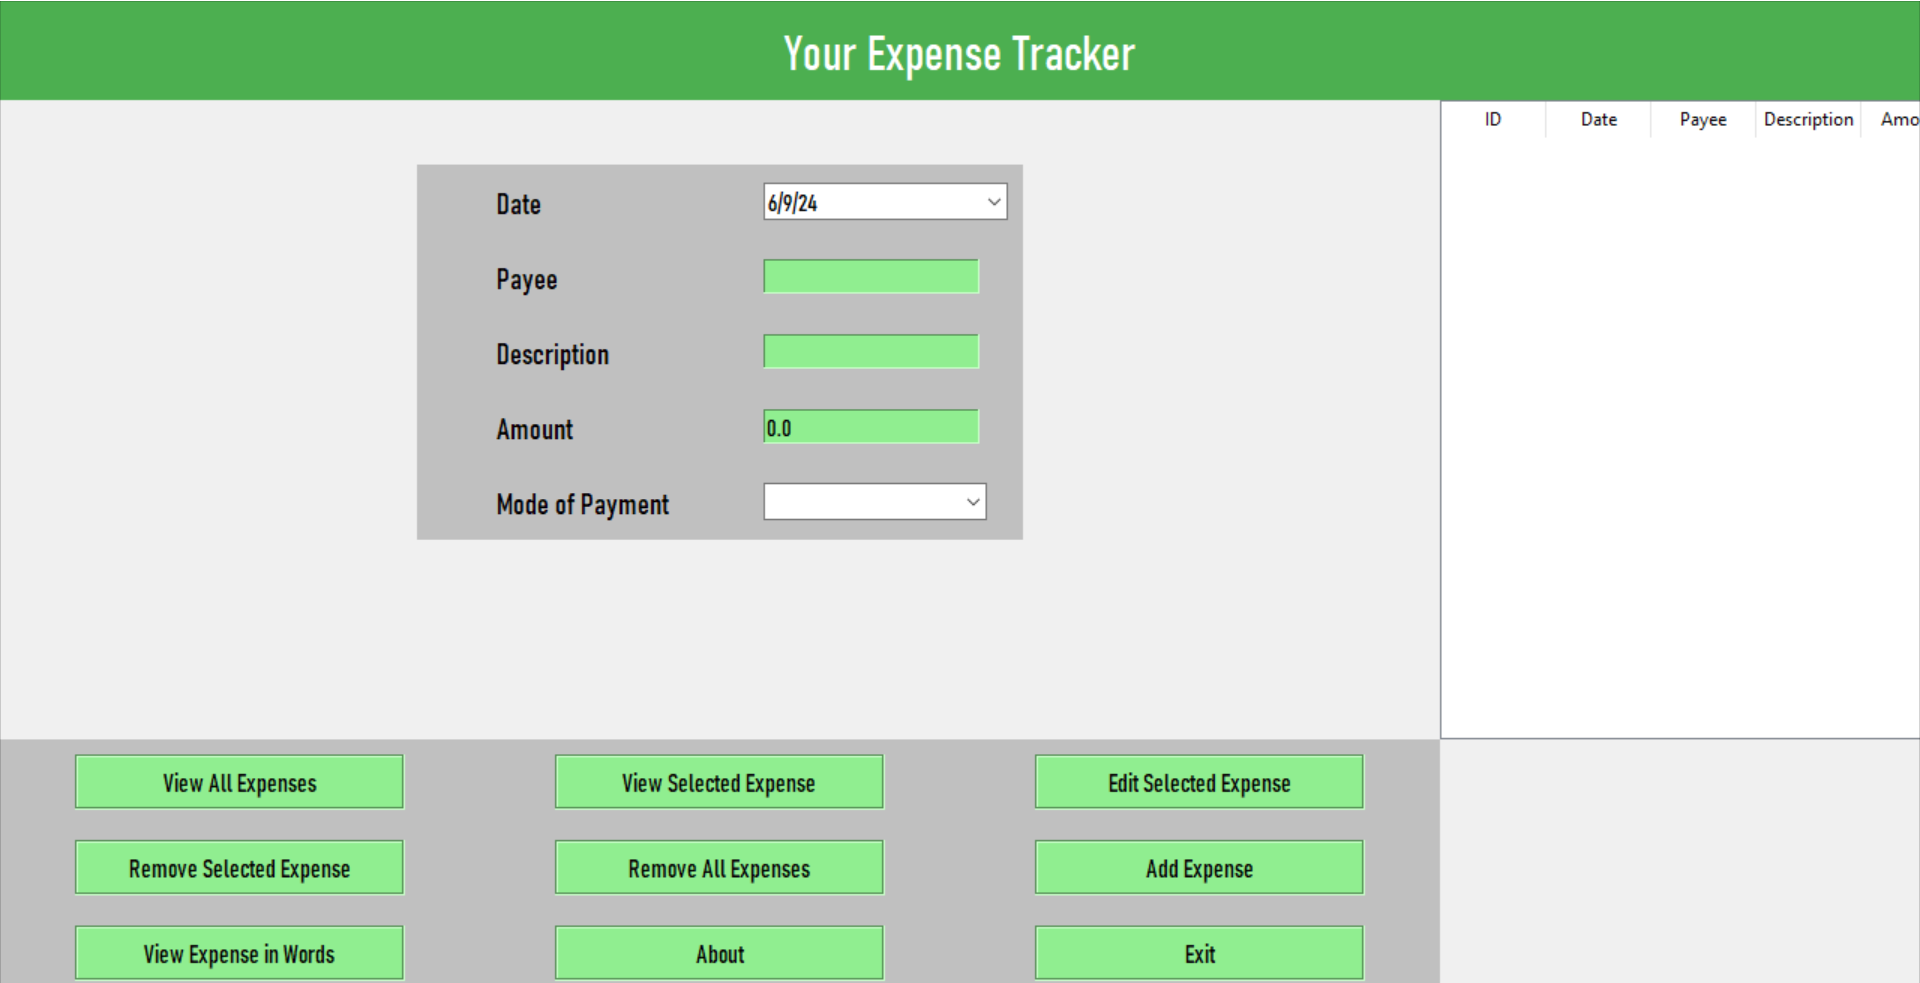 Your Expense Tracker
ID Date Payee Description Amo
Date 6/9/24
Payee
Description
Amount 0.0
Mode of Payment
View All Expenses View Selected Expense Edit Selected Expense
Remove Selected Expense Remove All Expenses Add Expense
View Expense in Words About Exit